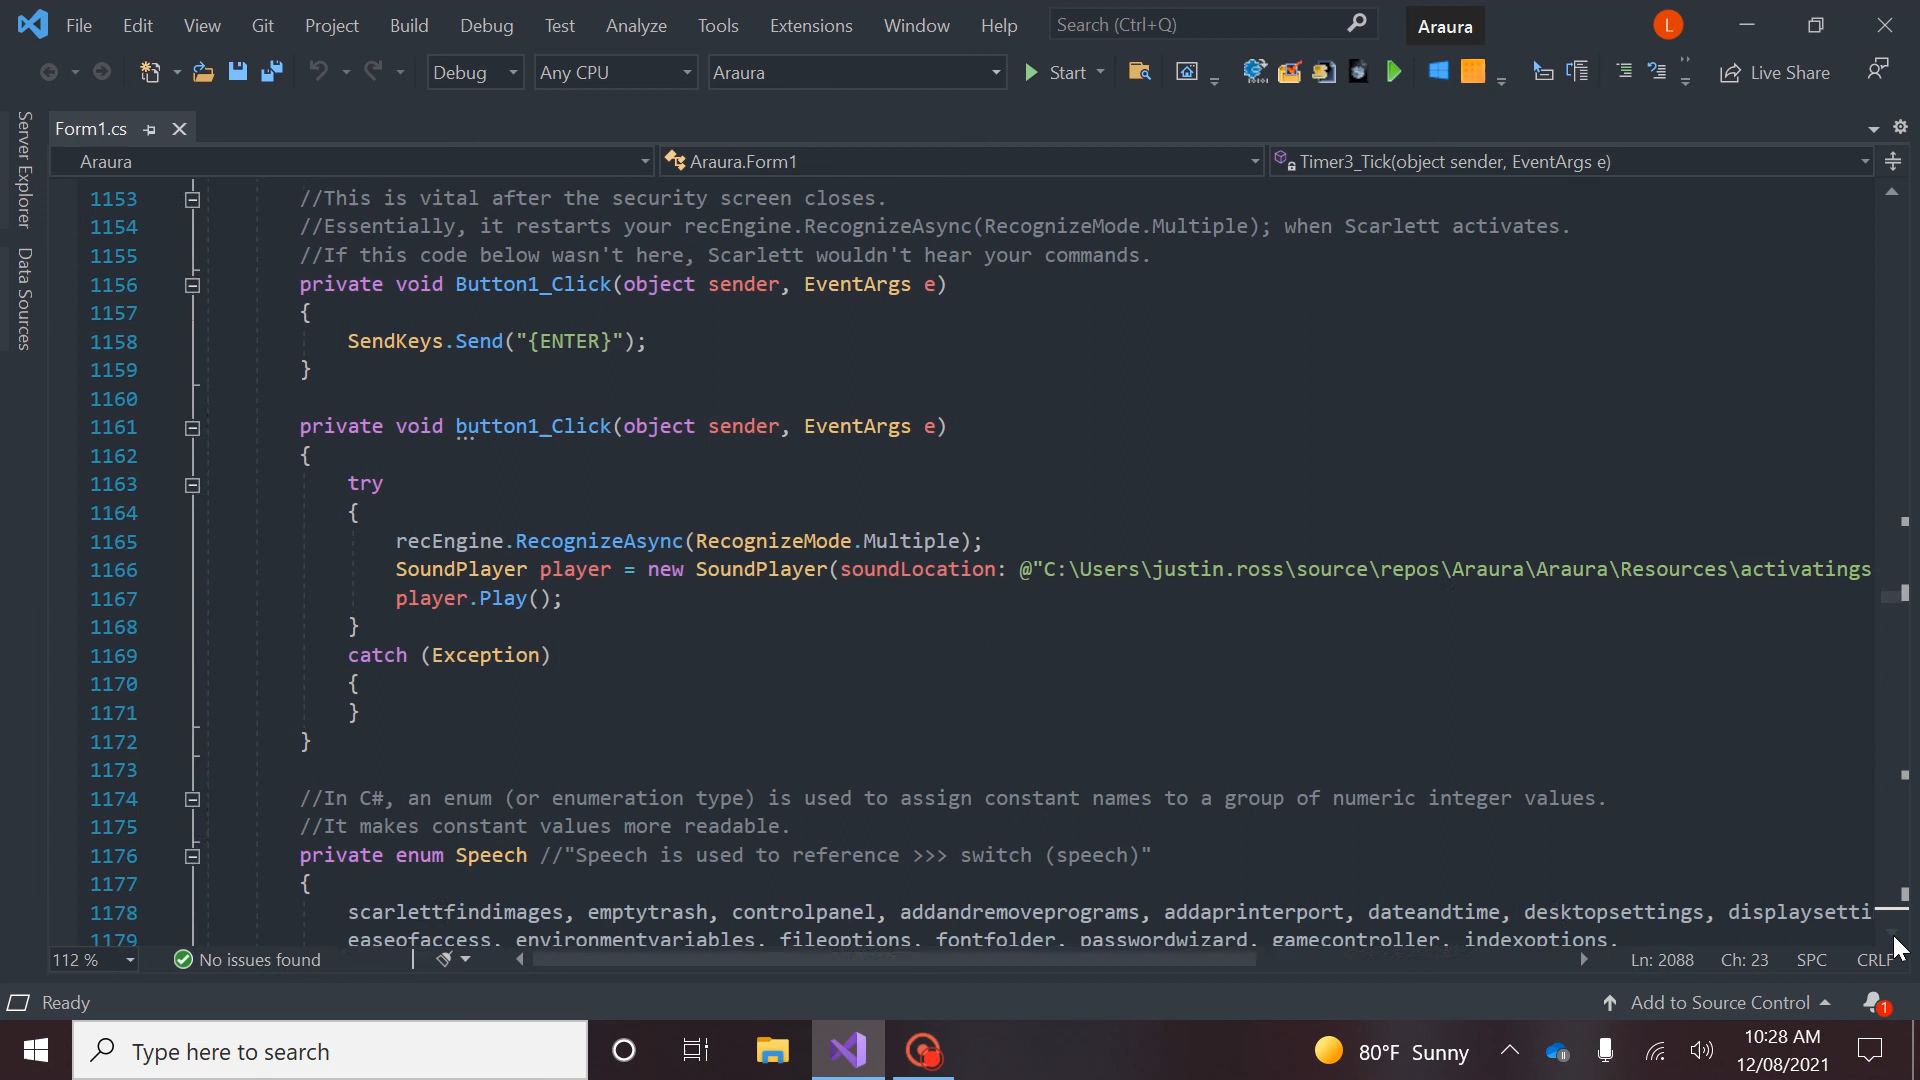 File Edit View Git Project Build Debug Test Analyze Tools Extensions Window Help Search (Ctrl+Q) Araura L
Debug Any CPU Araura Start Live Share
Server Explorer
Data Sources
Form1.cs
Araura Araura.Form1 Timer3_Tick(object sender, EventArgs e)
1153 //This is vital after the security screen closes.
1154 //Essentially, it restarts your recEngine.RecognizeAsync(RecognizeMode.Multiple); when Scarlett activates.
1155 //If this code below wasn't here, Scarlett wouldn't hear your commands.
1156 private void Button1_Click(object sender, EventArgs e)
1157 {
1158 SendKeys.Send("{ENTER}");
1159 }
1160
1161 private void button1_Click(object sender, EventArgs e)
1162 {
1163 try
1164 {
1165 recEngine.RecognizeAsync(RecognizeMode.Multiple);
1166 SoundPlayer player = new SoundPlayer(soundLocation: @"C:\Users\justin.ross\source\repos\Araura\Araura\Resources\activatings
1167 player.Play();
1168 }
1169 catch (Exception)
1170 {
1171 }
1172 }
1173
1174 //In C#, an enum (or enumeration type) is used to assign constant names to a group of numeric integer values.
1175 //It makes constant values more readable.
1176 private enum Speech //"Speech is used to reference >>> switch (speech)"
1177 {
1178 scarlettfindimages, emptytrash, controlpanel, addandremoveprograms, addaprinterport, dateandtime, desktopsettings, displaysetti
1179 easeofaccess, environmentvariables, fileoptions, fontfolder, passwordwizard, gamecontroller, indexoptions,
112 % No issues found Ln: 2088 Ch: 23 SPC CRLF
Ready Add to Source Control 1
Type here to search 80°F Sunny 10:28 AM
12/08/2021